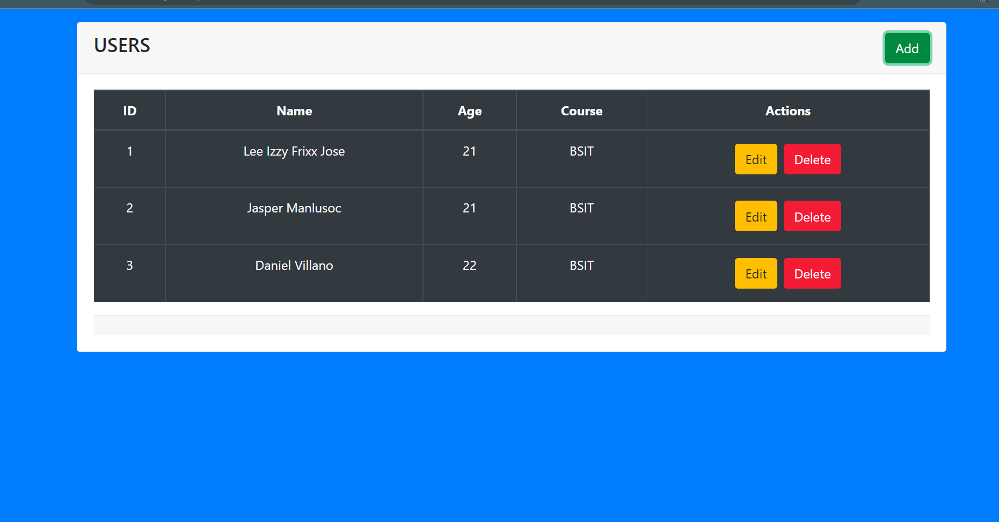 USERS Add
ID Name Age Course Actions
1 Lee Izzy Frixx Jose 21 BSIT Edit Delete
2 Jasper Manlusoc 21 BSIT Edit Delete
3 Daniel Villano 22 BSIT Edit Delete